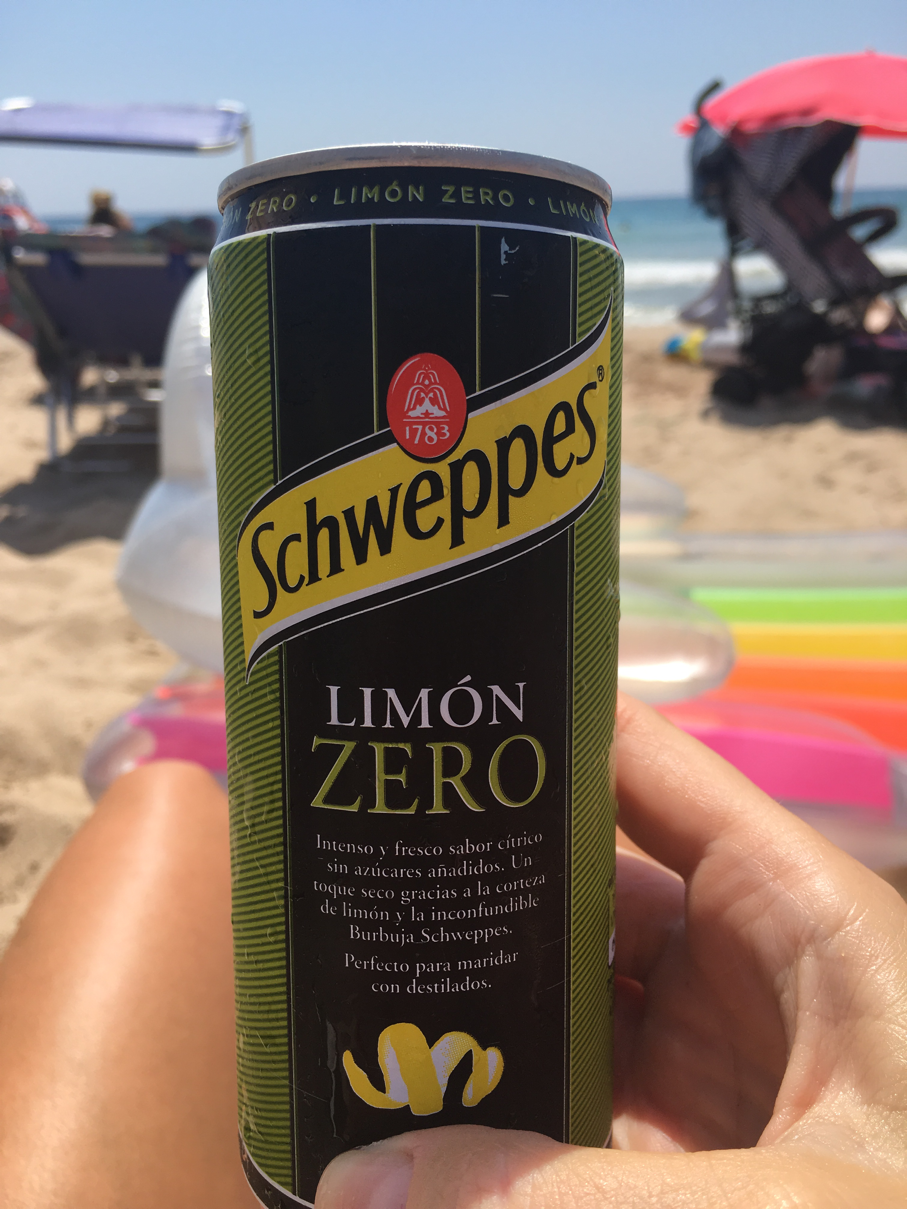 ZERO • LIMÓN ZERO • LIMÓN
1783
Schweppes®
LIMÓN
ZERO
Intenso y fresco sabor cítrico
sin azúcares añadidos. Un
toque seco gracias a la corteza
de limón y la inconfundible
Burbuja Schweppes.
Perfecto para maridar
con destilados.